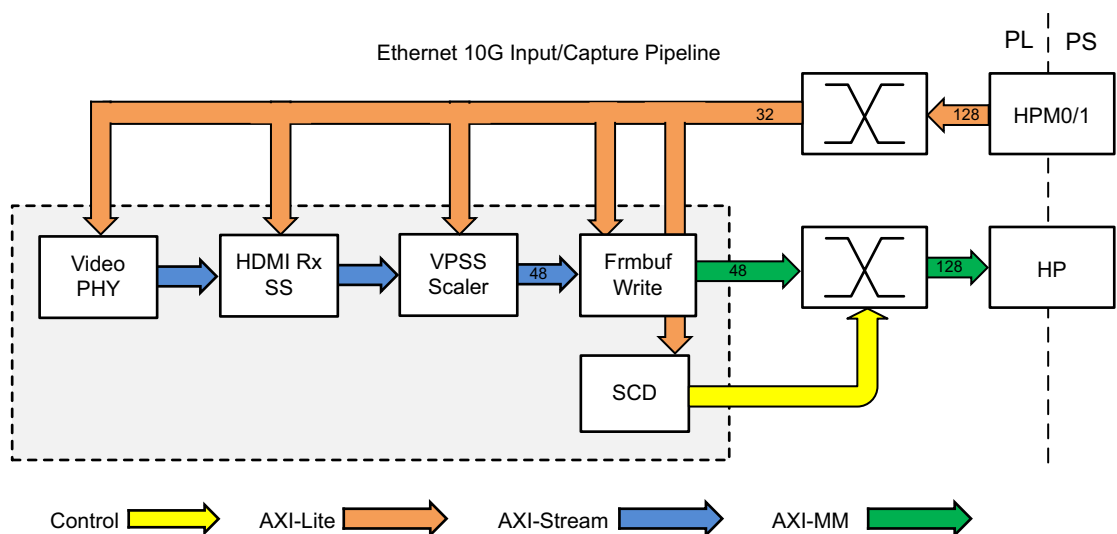 PL
PS
Ethernet 10G Input/Capture Pipeline
32
128
HPM0/1
Video
PHY
HDMI Rx
SS
VPSS
Scaler
48
Frmbuf
Write
48
128
HP
SCD
Control
AXI-Lite
AXI-Stream
AXI-MM